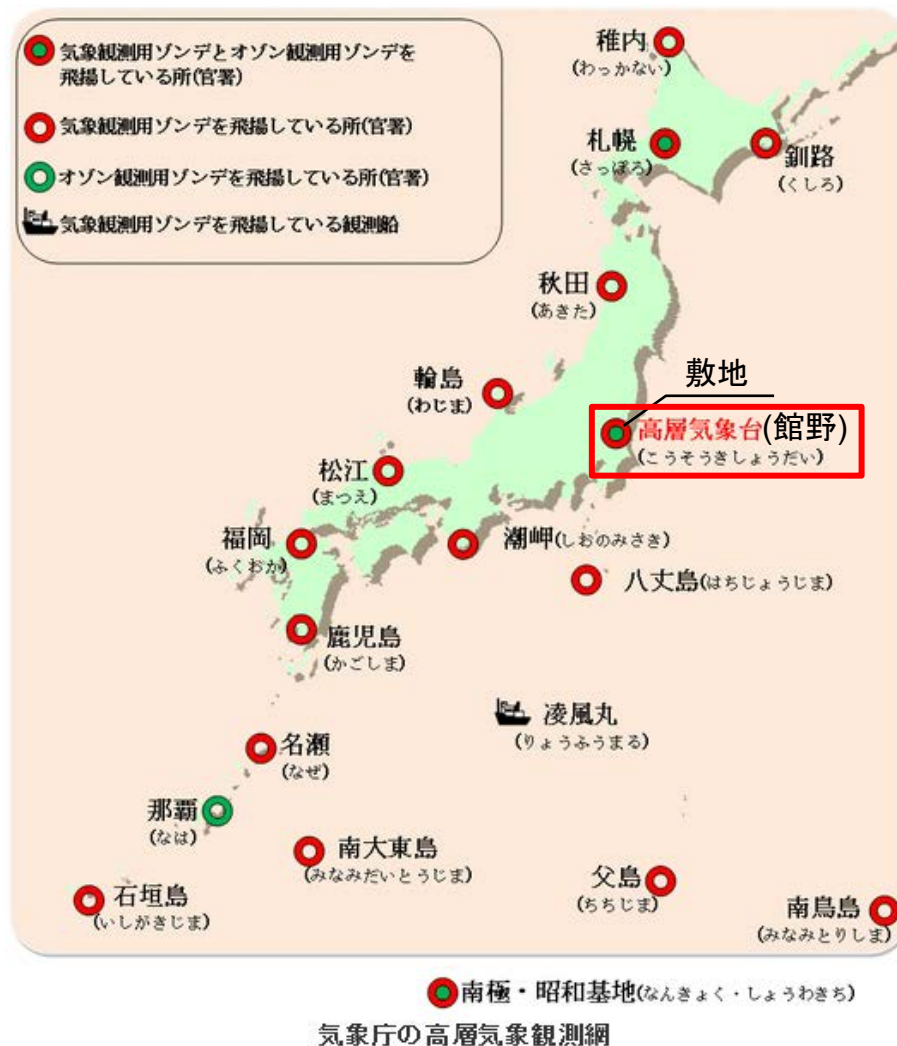 気象観測用ゾンデとオゾン観測用ゾンデを
飛揚している所(官署)
気象観測用ゾンデを飛揚している所(官署)
オゾン観測用ゾンデを飛揚している所(官署)
気象観測用ゾンデを飛揚している観測船
稚内
(わっかない)
札幌
(さっぽろ)
釧路
(くしろ)
秋田
(あきた)
輪島
(わじま)
敷地
高層気象台(館野)
(こうそうきしょうだい)
松江
(まつえ)
福岡
(ふくおか)
潮岬(しおのみさき)
八丈島(はちじょうじま)
鹿児島
(かごしま)
凌風丸
(りょうふうまる)
名瀬
(なぜ)
那覇
(なは)
南大東島
(みなみだいとうじま)
石垣島
(いしがきじま)
父島
(ちちじま)
南鳥島
(みなみとりしま)
南極・昭和基地(なんきょく・しょうわきち)
気象庁の高層気象観測網